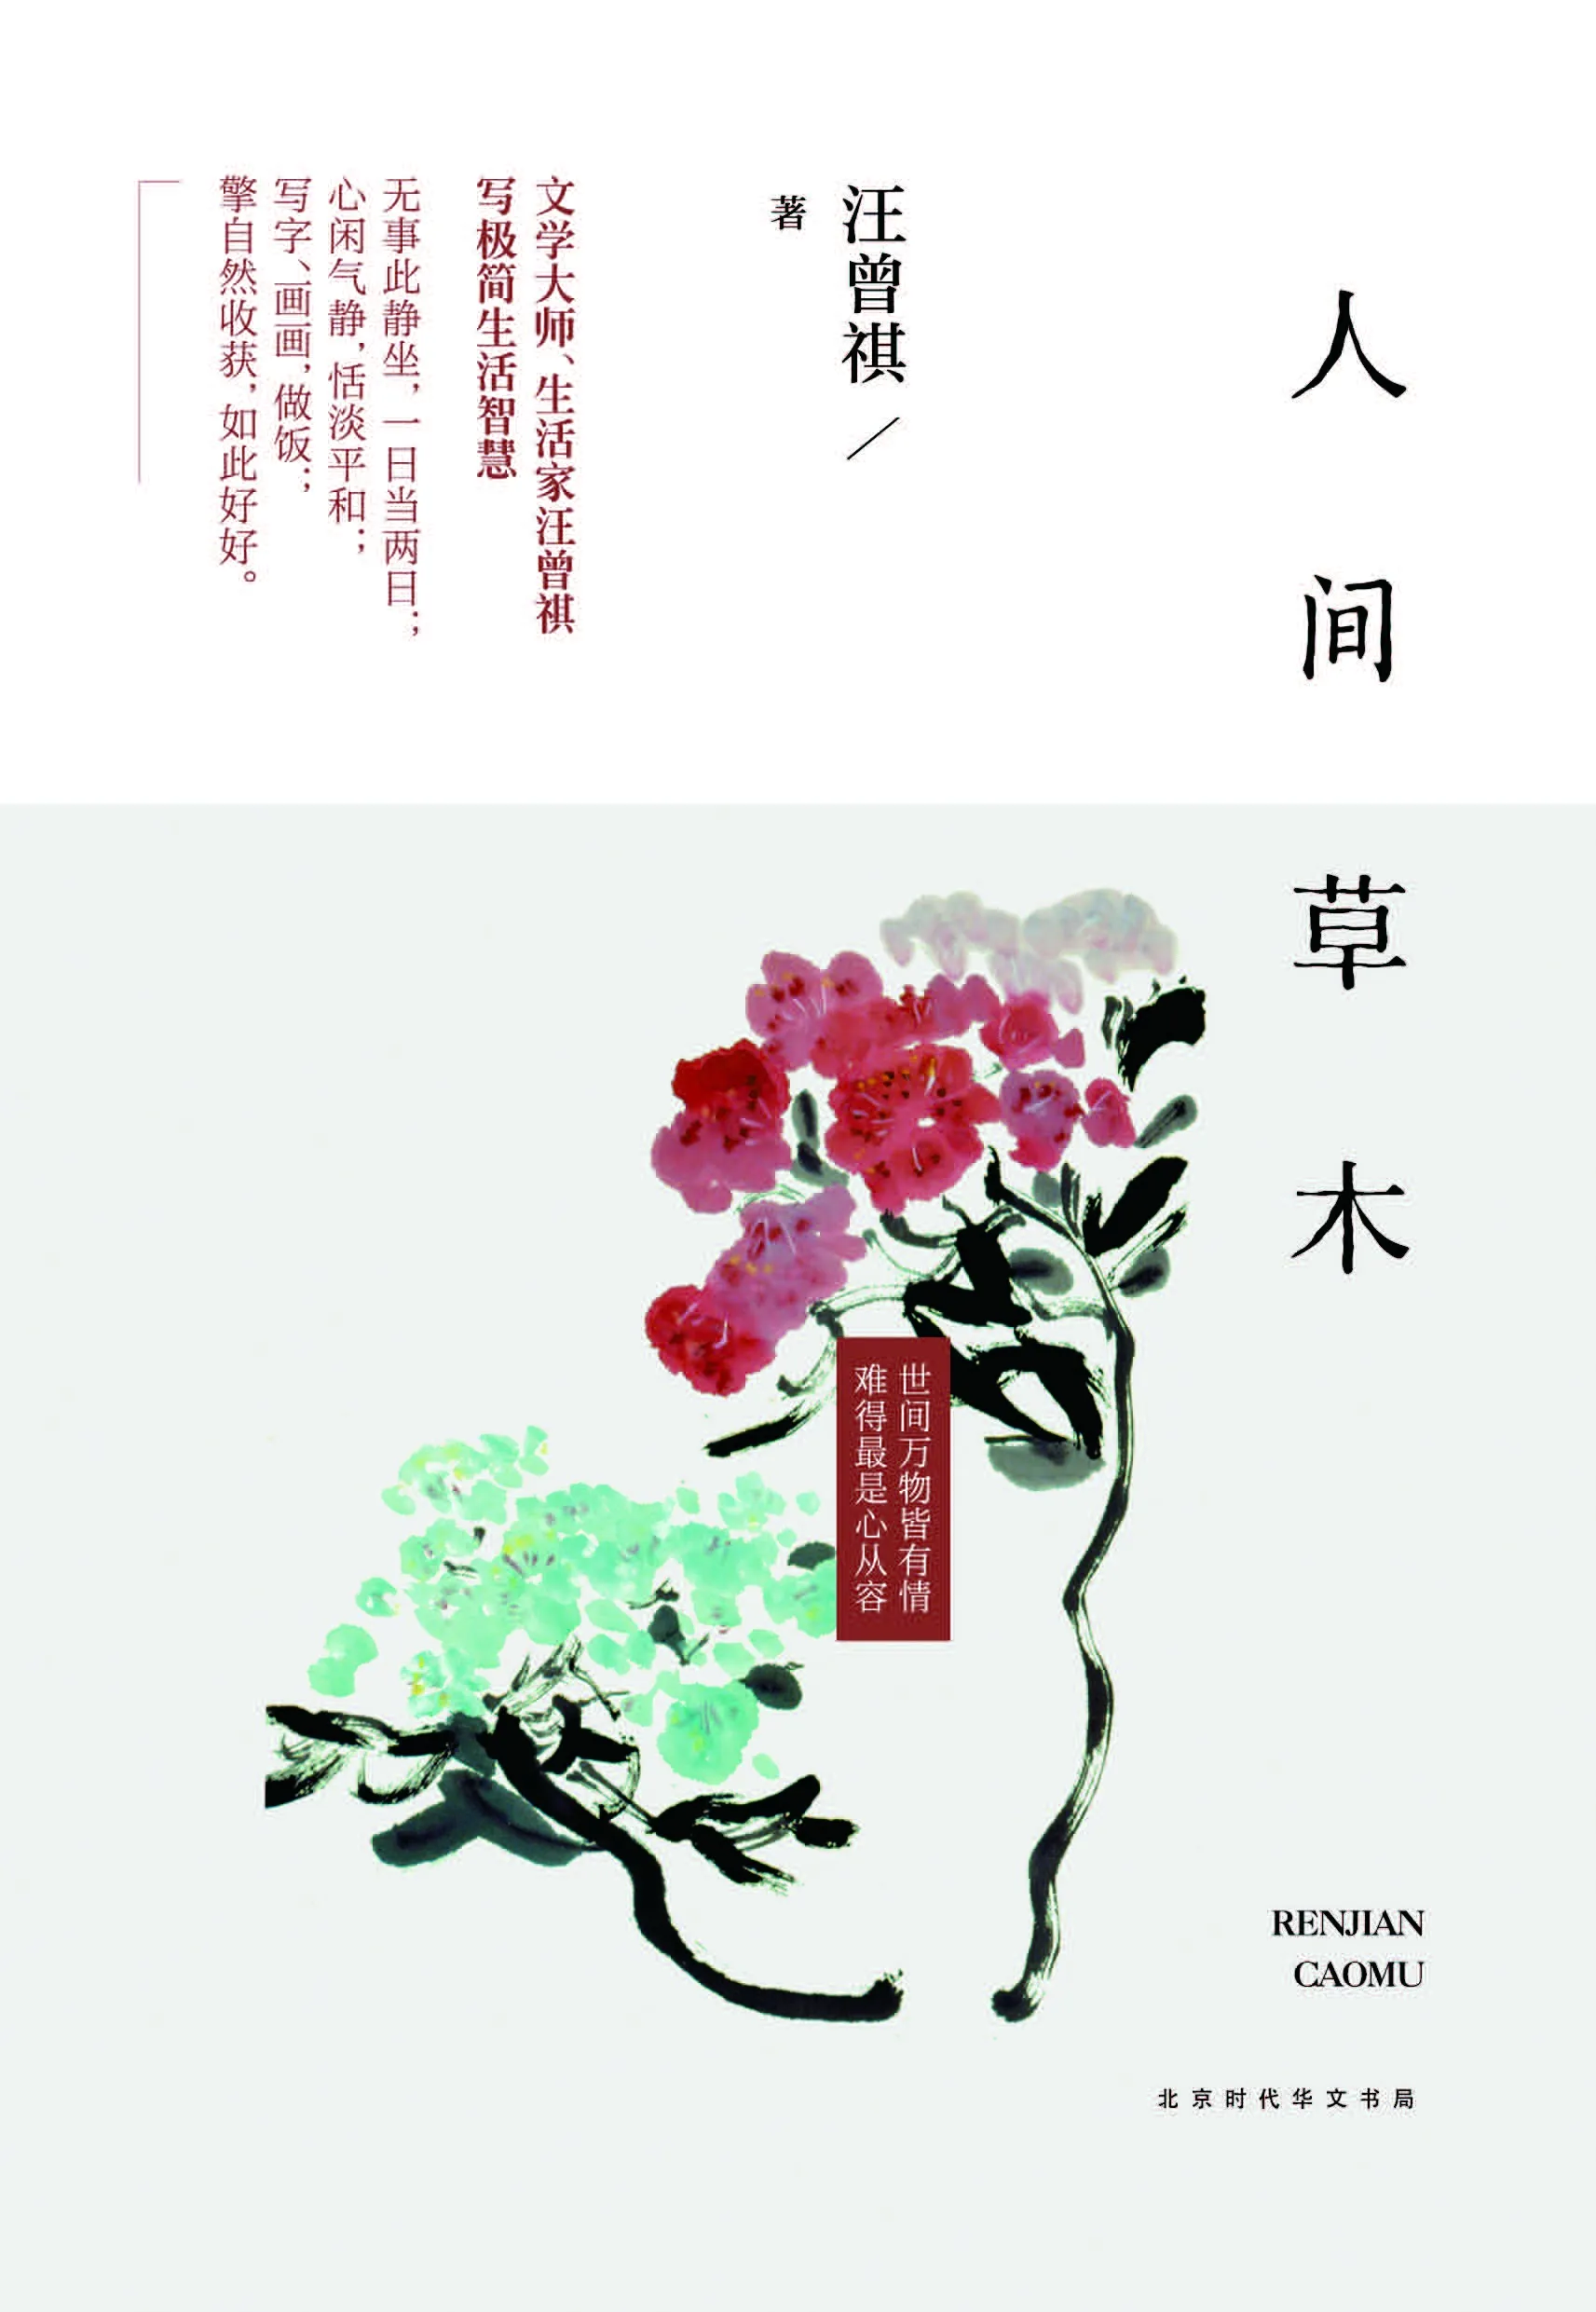 人间草木
汪曾祺/
著
文学大师、生活家汪曾祺
写极简生活智慧
无事此静坐，一日当两日；
心闲气静，恬淡平和；
写字、画画，做饭；
擎自然收获，如此好好。
世间万物皆有情
难得最是心从容
RENJIAN
CAOMU
北京时代华文书局